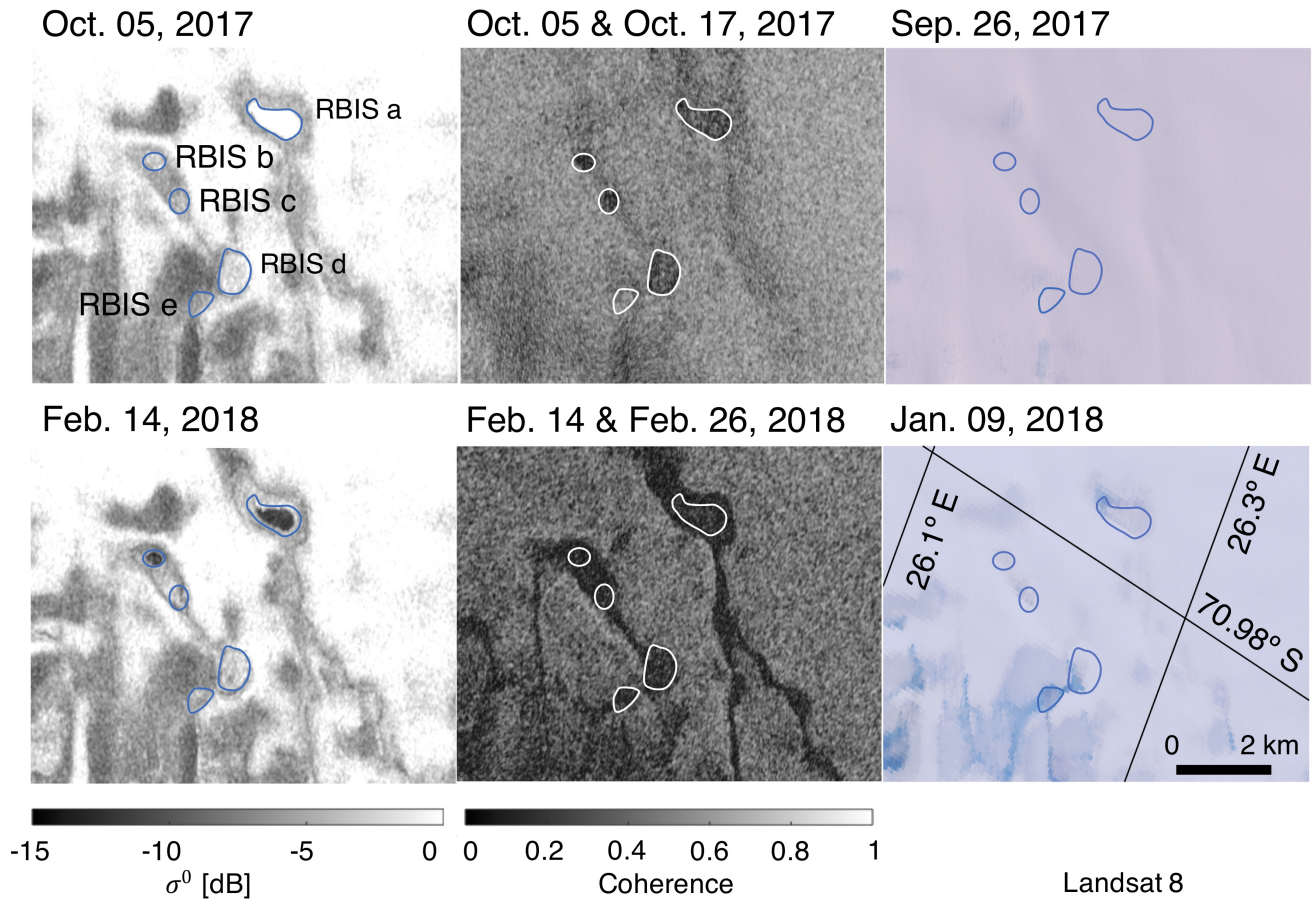 Oct. 05, 2017
Oct. 05 & Oct. 17, 2017
Sep. 26, 2017
RBIS a
RBIS b
RBIS c
RBIS d
RBIS e
Feb. 14, 2018
Feb. 14 & Feb. 26, 2018
Jan. 09, 2018
26.1° E
26.3° E
70.98° S
0 2 km
-15 -10 -5 0
σ⁰ [dB]
0 0.2 0.4 0.6 0.8 1
Coherence
Landsat 8